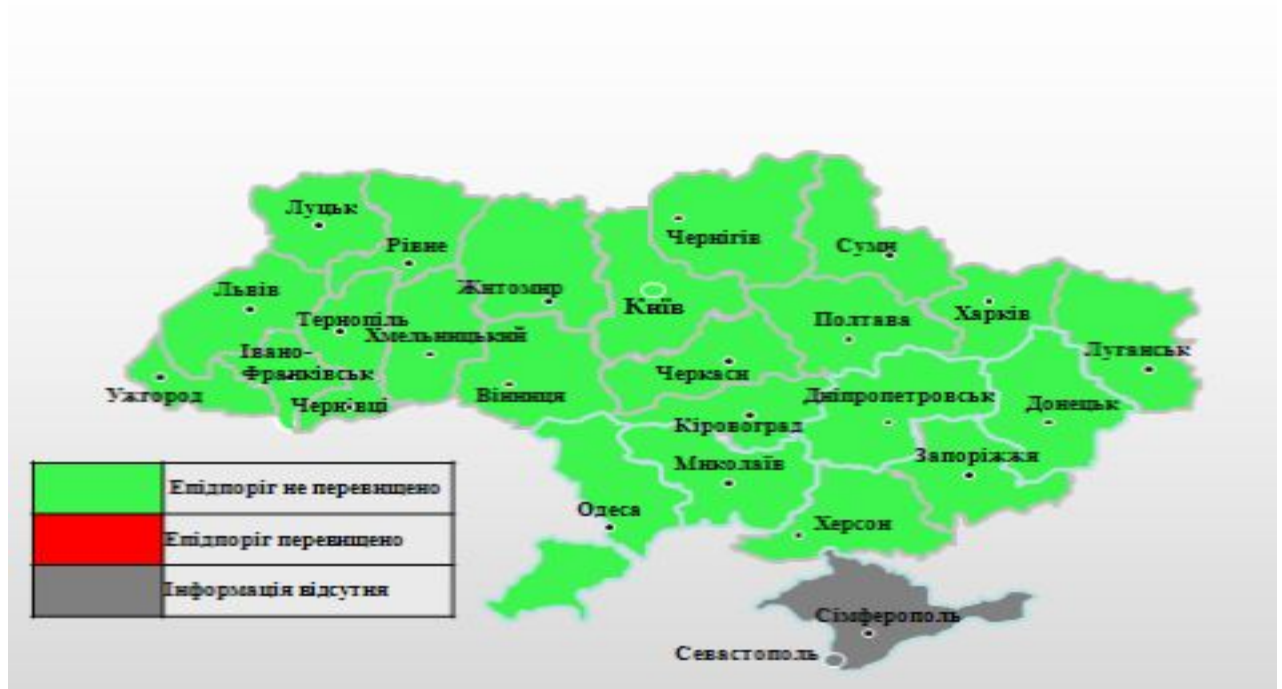 Луцьк
Рівне
Чернігів
Суми
Житомир
Київ
Львів
Тернопіль
Хмельницький
Полтава
Харків
Луганськ
Івано-
Франківськ
Черкаси
Ужгород
Чернівці
Вінниця
Дніпропетровськ
Донецьк
Кіровоград
Миколаїв
Запоріжжя
Одеса
Херсон
Епідпоріг не перевищено
Епідпоріг перевищено
Інформація відсутня
Сімферополь
Севастополь